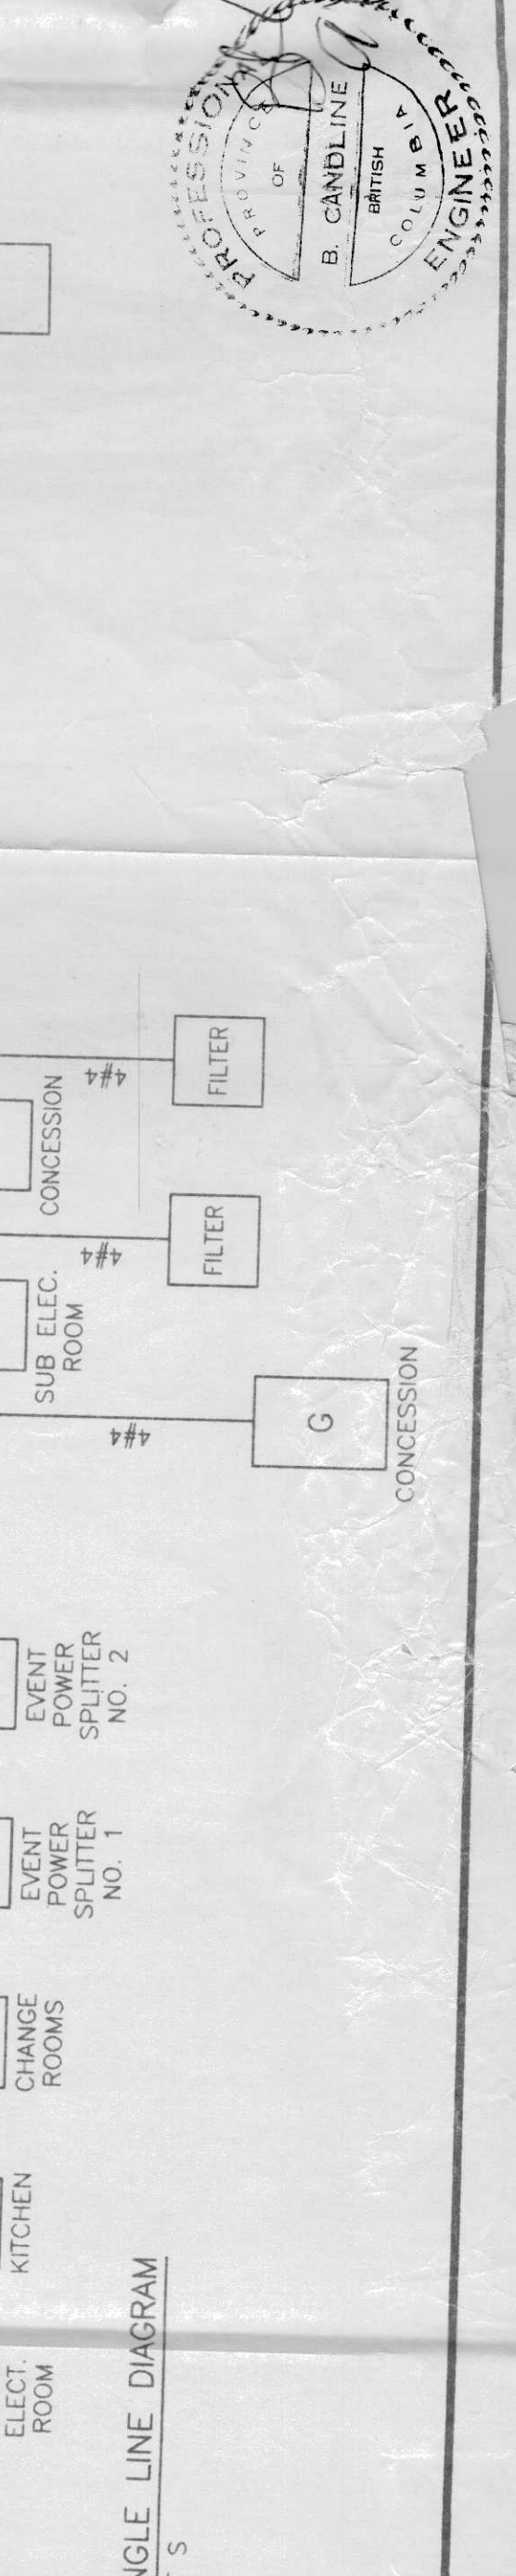 PROFESSIONAL
PROVINCE
OF
B. CANDLINE
BRITISH
COLUMBIA
ENGINEER
4#4
FILTER
CONCESSION
4#4
FILTER
SUB ELEC.
ROOM
4#4
G
CONCESSION
EVENT
POWER
SPLITTER
NO. 2
EVENT
POWER
SPLITTER
NO. 1
CHANGE
ROOMS
KITCHEN
ELECT.
ROOM
NGLE LINE DIAGRAM
S